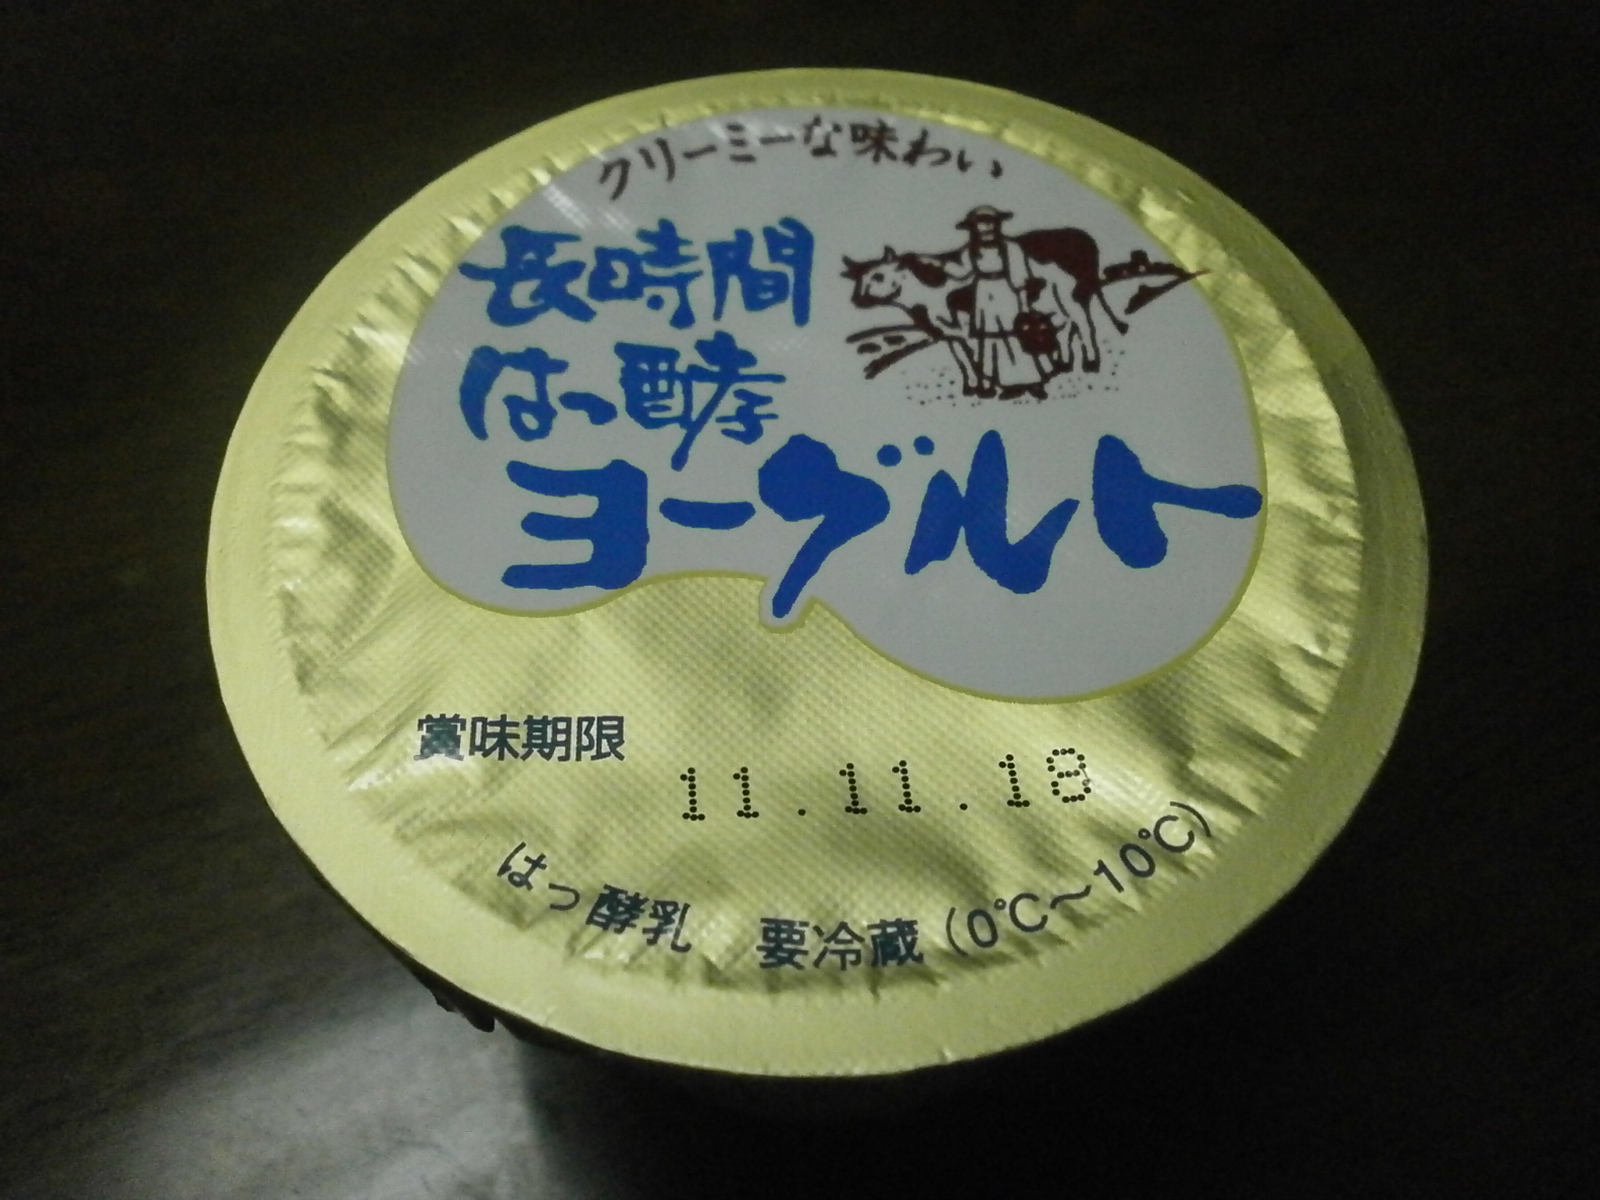 クリーミーな味わい
長時間
はっ酵
ヨーグルト
賞味期限
11.11.18
はっ酵乳 要冷蔵(0℃~10℃)